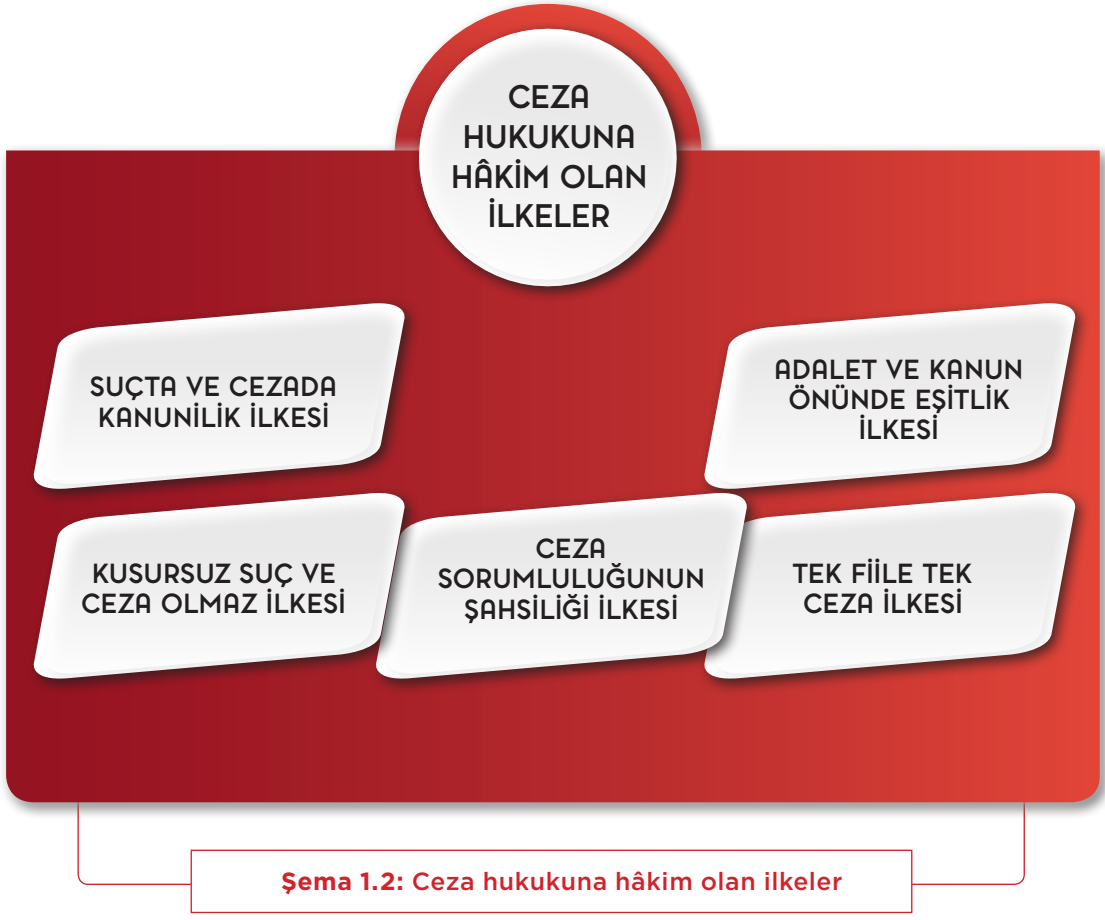 CEZA
HUKUKUNA
HÂKİM OLAN
İLKELER
SUÇTA VE CEZADA
KANUNİLİK İLKESİ
ADALET VE KANUN
ÖNÜNDE EŞİTLİK
İLKESİ
KUSURSUZ SUÇ VE
CEZA OLMAZ İLKESİ
CEZA
SORUMLULUĞUNUN
ŞAHSİLİĞİ İLKESİ
TEK FİİLE TEK
CEZA İLKESİ
Şema 1.2: Ceza hukukuna hâkim olan ilkeler